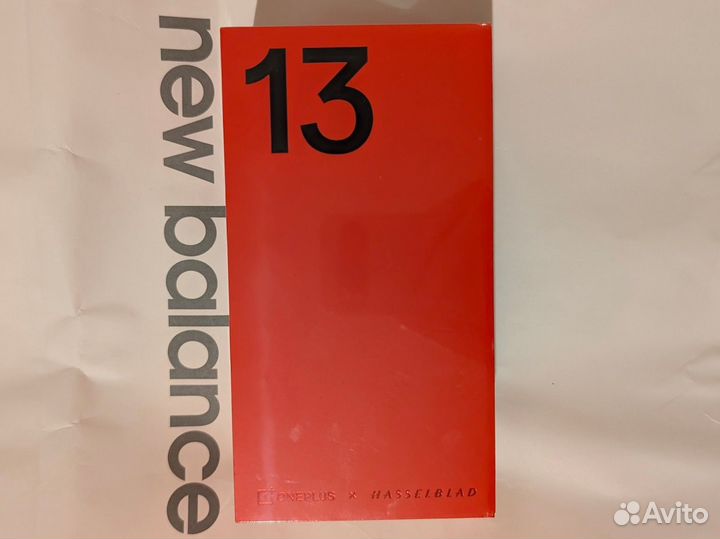 new balance
13
ONEPLUS × HASSELBLAD
Avito